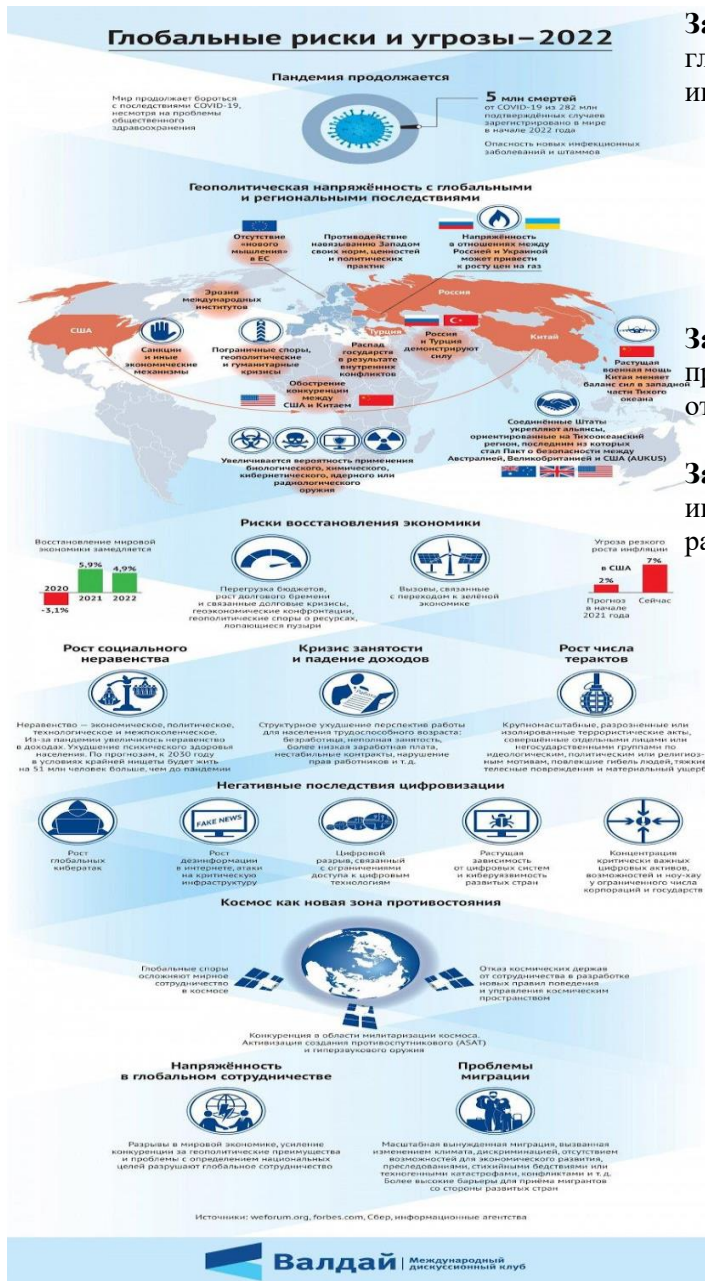 Глобальные риски и угрозы–2022
Пандемия продолжается
Мир продолжает бороться
с последствиями COVID-19,
несмотря на проблемы
общественного
здравоохранения
5 млн смертей
от COVID-19 из 282 млн
подтверждённых случаев
зарегистрировано в мире
в начале 2022 года
Опасность новых инфекционных
заболеваний и штаммов
Геополитическая напряжённость с глобальными
и региональными последствиями
Отсутствие
«нового
мышления»
в ЕС
Противодействие
навязыванию Западом
своих норм, ценностей
и политических
практик
Напряжённость
в отношениях между
Россией и Украиной
может привести
к росту цен на газ
Эрозия
международных
институтов
Россия
США
Турция
Китай
Санкции
и иные
экономические
механизмы
Пограничные споры,
геополитические
и гуманитарные
кризисы
Распад
государств
в результате
внутренних
конфликтов
Россия
и Турция
демонстрируют
силу
Растущая
военная мощь
Китая меняет
баланс сил в западной
части Тихого
океана
Обострение
конкуренции
между
США и Китаем
Соединённые Штаты
укрепляют альянсы,
ориентированные на Тихоокеанский
регион, последним из которых
стал Пакт о безопасности между
Австралией, Великобританией и США (AUKUS)
Увеличивается вероятность применения
биологического, химического,
кибернетического, ядерного или
радиологического
оружия
Риски восстановления экономики
Восстановление мировой
экономики замедляется
5,9%
4,9%
2020
2021
2022
-3,1%
Перегрузка бюджетов,
рост долгового бремени
и связанные долговые кризисы,
геоэкономические конфронтации,
геополитические споры о ресурсах,
лопающиеся пузыри
Вызовы, связанные
с переходом к зелёной
экономике
Угроза резкого
роста инфляции
в США
7%
2%
Прогноз
в начале
2021 года
Сейчас
Рост социального
неравенства
Неравенство — экономическое, политическое,
технологическое и межпоколенческое.
Из-за пандемии увеличилось неравенство
в доходах. Ухудшение психического здоровья
населения. По прогнозам, к 2030 году
в условиях крайней нищеты будет жить
на 51 млн человек больше, чем до пандемии
Кризис занятости
и падение доходов
Структурное ухудшение перспектив работы
для населения трудоспособного возраста:
безработица, неполная занятость,
более низкая заработная плата,
нестабильные контракты, нарушение
прав работников и т. д.
Рост числа
терактов
Крупномасштабные, разрозненные или
изолированные террористические акты,
совершённые отдельными лицами или
негосударственными группами по
идеологическим, политическим или религиоз-
ным мотивам, повлекшие гибель людей, тяжкие
телесные повреждения и материальный ущерб
Негативные последствия цифровизации
FAKE NEWS
Рост
глобальных
кибератак
Рост
дезинформации
в интернете, атаки
на критическую
инфраструктуру
Цифровой
разрыв, связанный
с ограничениями
доступа к цифровым
технологиям
Растущая
зависимость
от цифровых систем
и киберуязвимость
развитых стран
Концентрация
критически важных
цифровых активов,
возможностей и ноу-хау
у ограниченного числа
корпораций и государств
Космос как новая зона противостояния
Глобальные споры
осложняют мирное
сотрудничество
в космосе
Отказ космических держав
от сотрудничества в разработке
новых правил поведения
и управления космическим
пространством
Конкуренция в области милитаризации космоса.
Активизация создания противоспутникового (ASAT)
и гиперзвукового оружия
Напряжённость
в глобальном сотрудничестве
Разрывы в мировой экономике, усиление
конкуренции за геополитические преимущества
и проблемы с определением национальных
целей разрушают глобальное сотрудничество
Проблемы
миграции
Масштабная вынужденная миграция, вызванная
изменением климата, дискриминацией, отсутствием
возможностей для экономического развития,
преследованиями, стихийными бедствиями или
техногенными катастрофами, конфликтами и т. д.
Более высокие барьеры для приёма мигрантов
со стороны развитых стран
Источники: weforum.org, forbes.com, Сбер, информационные агентства
Валдай
Международный
дискуссионный клуб